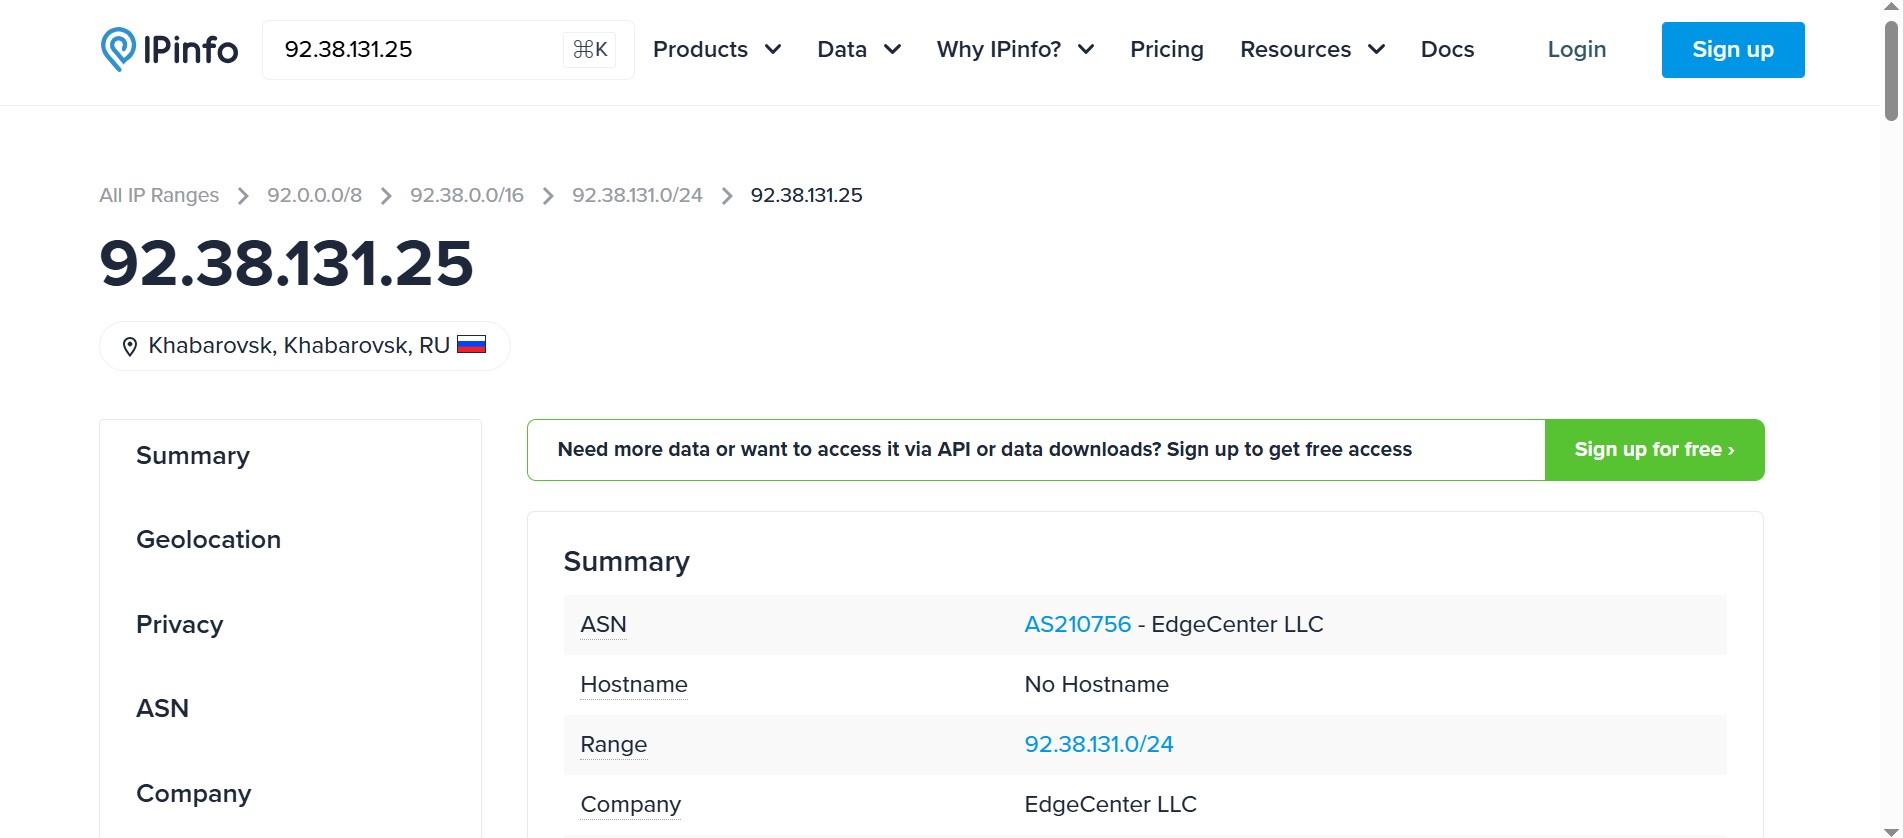 IPinfo 92.38.131.25 ⌘K Products Data Why IPinfo? Pricing Resources Docs Login Sign up
All IP Ranges 92.0.0.0/8 92.38.0.0/16 92.38.131.0/24 92.38.131.25
92.38.131.25
Khabarovsk, Khabarovsk, RU
Summary
Geolocation
Privacy
ASN
Company
Need more data or want to access it via API or data downloads? Sign up to get free access Sign up for free ›
Summary
ASN AS210756 - EdgeCenter LLC
Hostname No Hostname
Range 92.38.131.0/24
Company EdgeCenter LLC